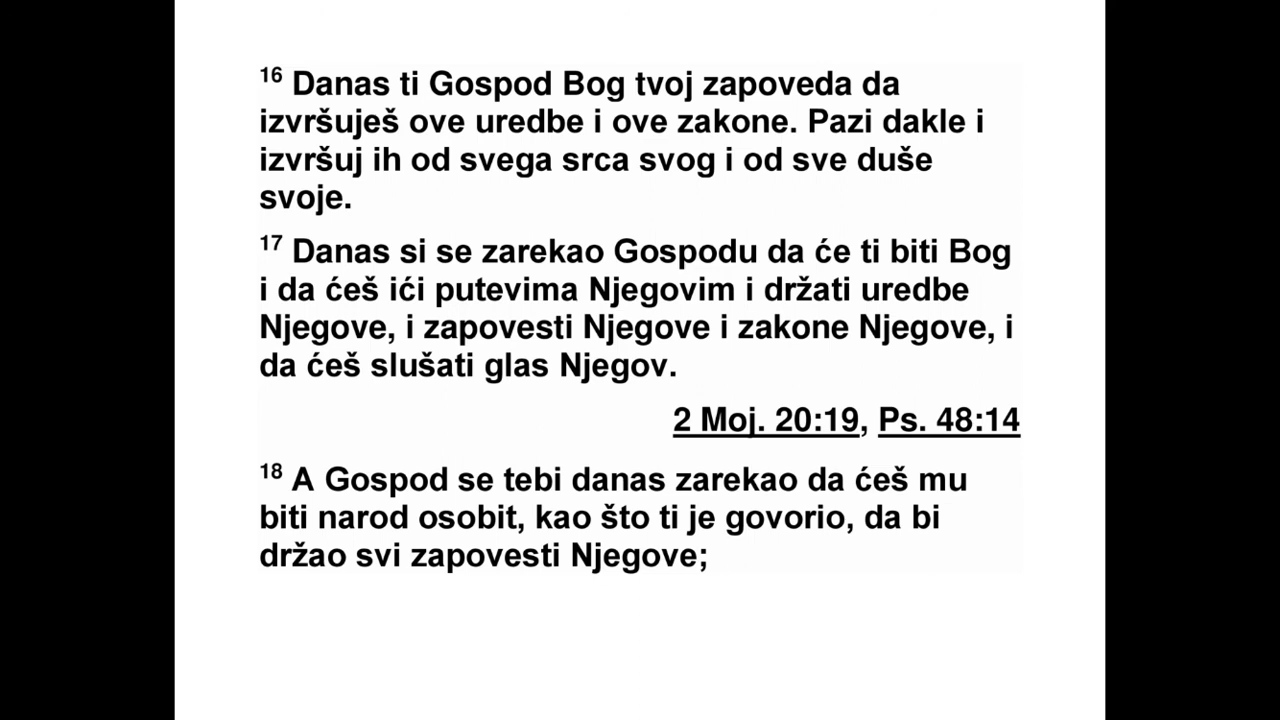 16 Danas ti Gospod Bog tvoj zapoveda da
izvršuješ ove uredbe i ove zakone. Pazi dakle i
izvršuj ih od svega srca svog i od sve duše
svoje.
17 Danas si se zarekao Gospodu da će ti biti Bog
i da ćeš ići putevima Njegovim i držati uredbe
Njegove, i zapovesti Njegove i zakone Njegove, i
da ćeš slušati glas Njegov.
2 Moj. 20:19, Ps. 48:14
18 A Gospod se tebi danas zarekao da ćeš mu
biti narod osobit, kao što ti je govorio, da bi
držao svi zapovesti Njegove;